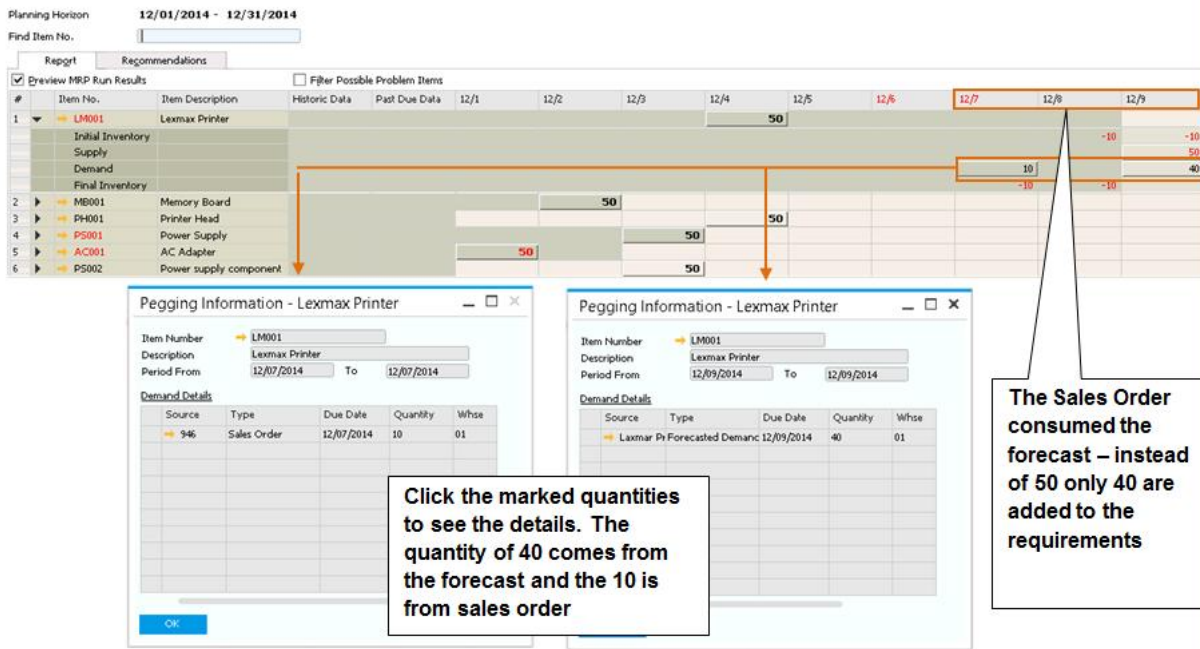 Planning Horizon 12/01/2014 - 12/31/2014
Find Item No.
Report Recommendations
Preview MRP Run Results Filter Possible Problem Items
# Item No. Item Description Historic Data Past Due Data 12/1 12/2 12/3 12/4 12/5 12/6 12/7 12/8 12/9
1 LM001 Lexmax Printer 50
Initial Inventory -10 -10
Supply 50
Demand 10 40
Final Inventory -10 -10
2 MB001 Memory Board 50
3 PH001 Printer Head 50
4 PS001 Power Supply 50
5 AC001 AC Adapter 50
6 PS002 Power supply component 50
Pegging Information - Lexmax Printer
Item Number LM001
Description Lexmax Printer
Period From 12/07/2014 To 12/07/2014
Demand Details
Source Type Due Date Quantity Whse
946 Sales Order 12/07/2014 10 01
OK
Pegging Information - Lexmax Printer
Item Number LM001
Description Lexmax Printer
Period From 12/09/2014 To 12/09/2014
Demand Details
Source Type Due Date Quantity Whse
Laxmar Pr Forecasted Demanc 12/09/2014 40 01
Click the marked quantities
to see the details. The
quantity of 40 comes from
the forecast and the 10 is
from sales order
The Sales Order
consumed the
forecast – instead
of 50 only 40 are
added to the
requirements